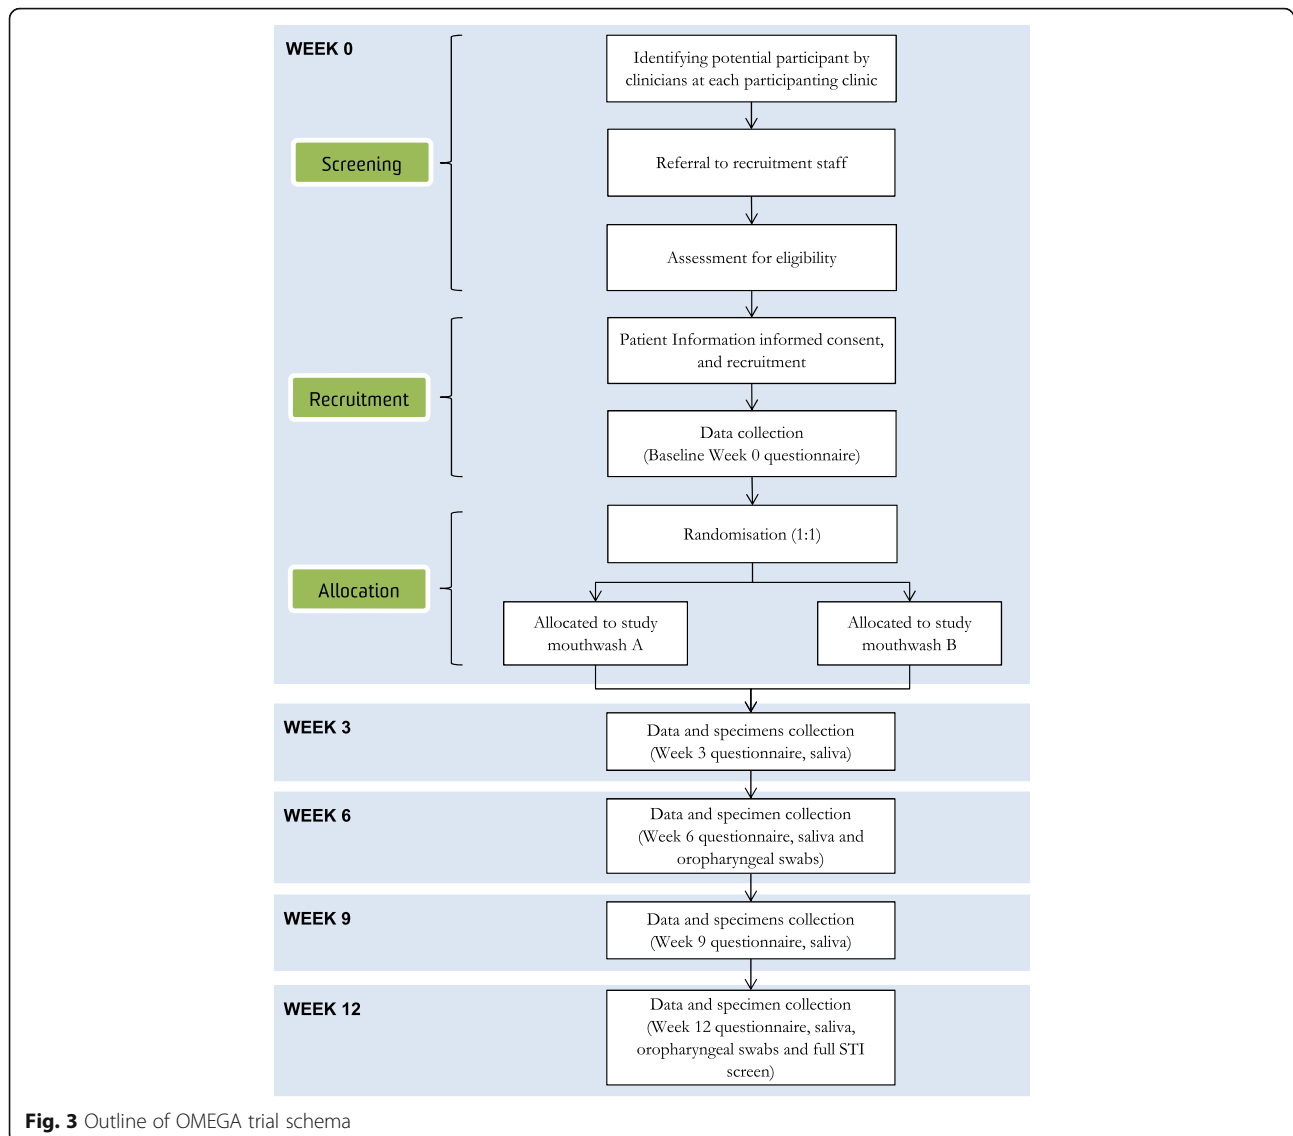 WEEK 0
Identifying potential participant by
clinicians at each participanting clinic
Screening
Referral to recruitment staff
Assessment for eligibility
Patient Information informed consent,
and recruitment
Recruitment
Data collection
(Baseline Week 0 questionnaire)
Randomisation (1:1)
Allocation
Allocated to study
mouthwash A
Allocated to study
mouthwash B
WEEK 3
Data and specimens collection
(Week 3 questionnaire, saliva)
WEEK 6
Data and specimen collection
(Week 6 questionnaire, saliva and
oropharyngeal swabs)
WEEK 9
Data and specimens collection
(Week 9 questionnaire, saliva)
WEEK 12
Data and specimen collection
(Week 12 questionnaire, saliva,
oropharyngeal swabs and full STI
screen)
Fig. 3 Outline of OMEGA trial schema